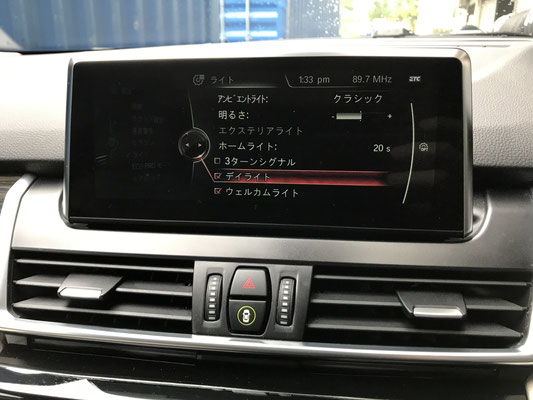 ライト 1:33 pm 89.7 MHz ETC
ｱﾝﾋﾞｴﾝﾄﾗｲﾄ: クラシック
明るさ: - +
エクステリアライト
ホームライト: 20 s
3ターンシグナル
デイライト
ウェルカムライト